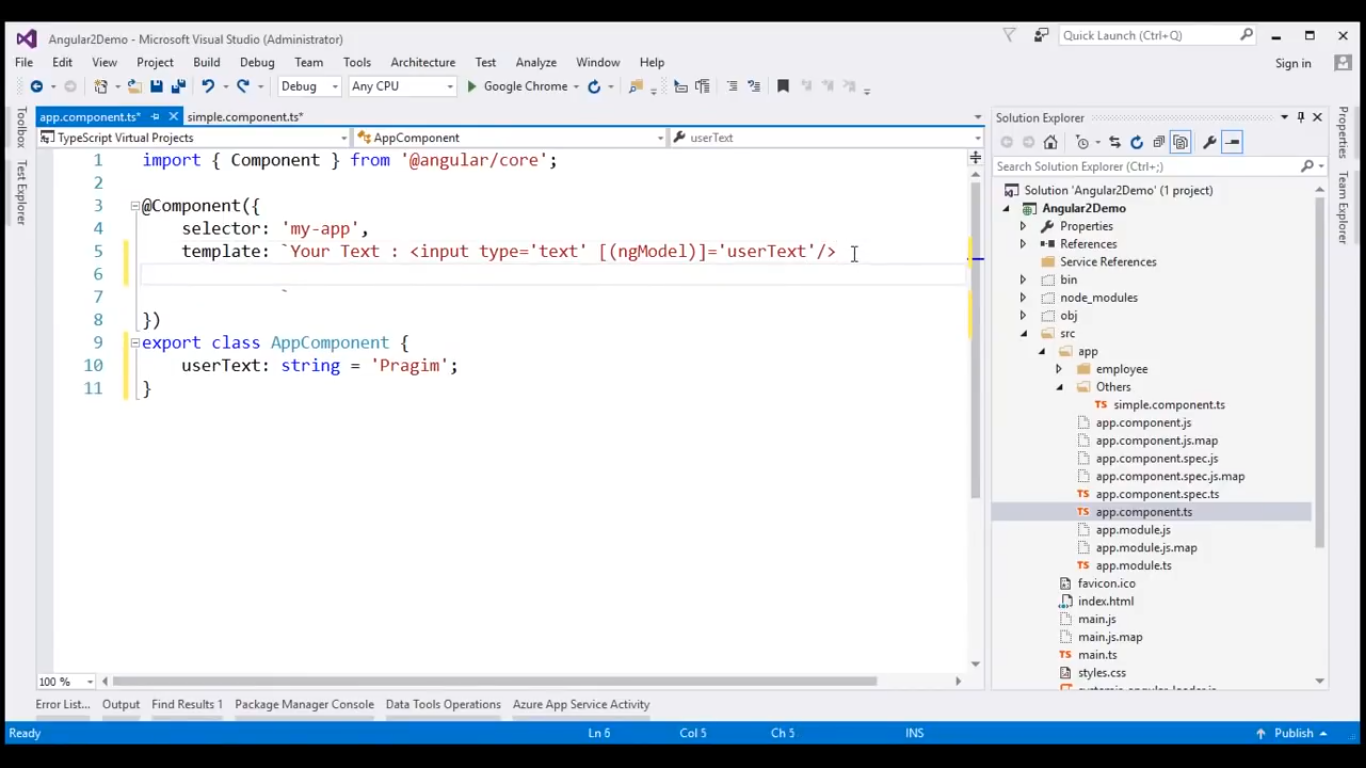 Angular2Demo - Microsoft Visual Studio (Administrator)
Quick Launch (Ctrl+Q)
File Edit View Project Build Debug Team Tools Architecture Test Analyze Window Help
Sign in
Debug Any CPU Google Chrome
app.component.ts* simple.component.ts*
TypeScript Virtual Projects AppComponent userText
Toolbox
Test Explorer
1 import { Component } from '@angular/core';
2
3 @Component({
4 selector: 'my-app',
5 template: `Your Text : <input type='text' [(ngModel)]='userText'/>
6
7 `
8 })
9 export class AppComponent {
10 userText: string = 'Pragim';
11 }
100 %
Solution Explorer
Search Solution Explorer (Ctrl+;)
Solution 'Angular2Demo' (1 project)
Angular2Demo
Properties
References
Service References
bin
node_modules
obj
src
app
employee
Others
simple.component.ts
app.component.js
app.component.js.map
app.component.spec.js
app.component.spec.js.map
app.component.spec.ts
app.component.ts
app.module.js
app.module.js.map
app.module.ts
favicon.ico
index.html
main.js
main.js.map
main.ts
styles.css
Properties
Team Explorer
Error List... Output Find Results 1 Package Manager Console Data Tools Operations Azure App Service Activity
Ready Ln 6 Col 5 Ch 5 INS Publish